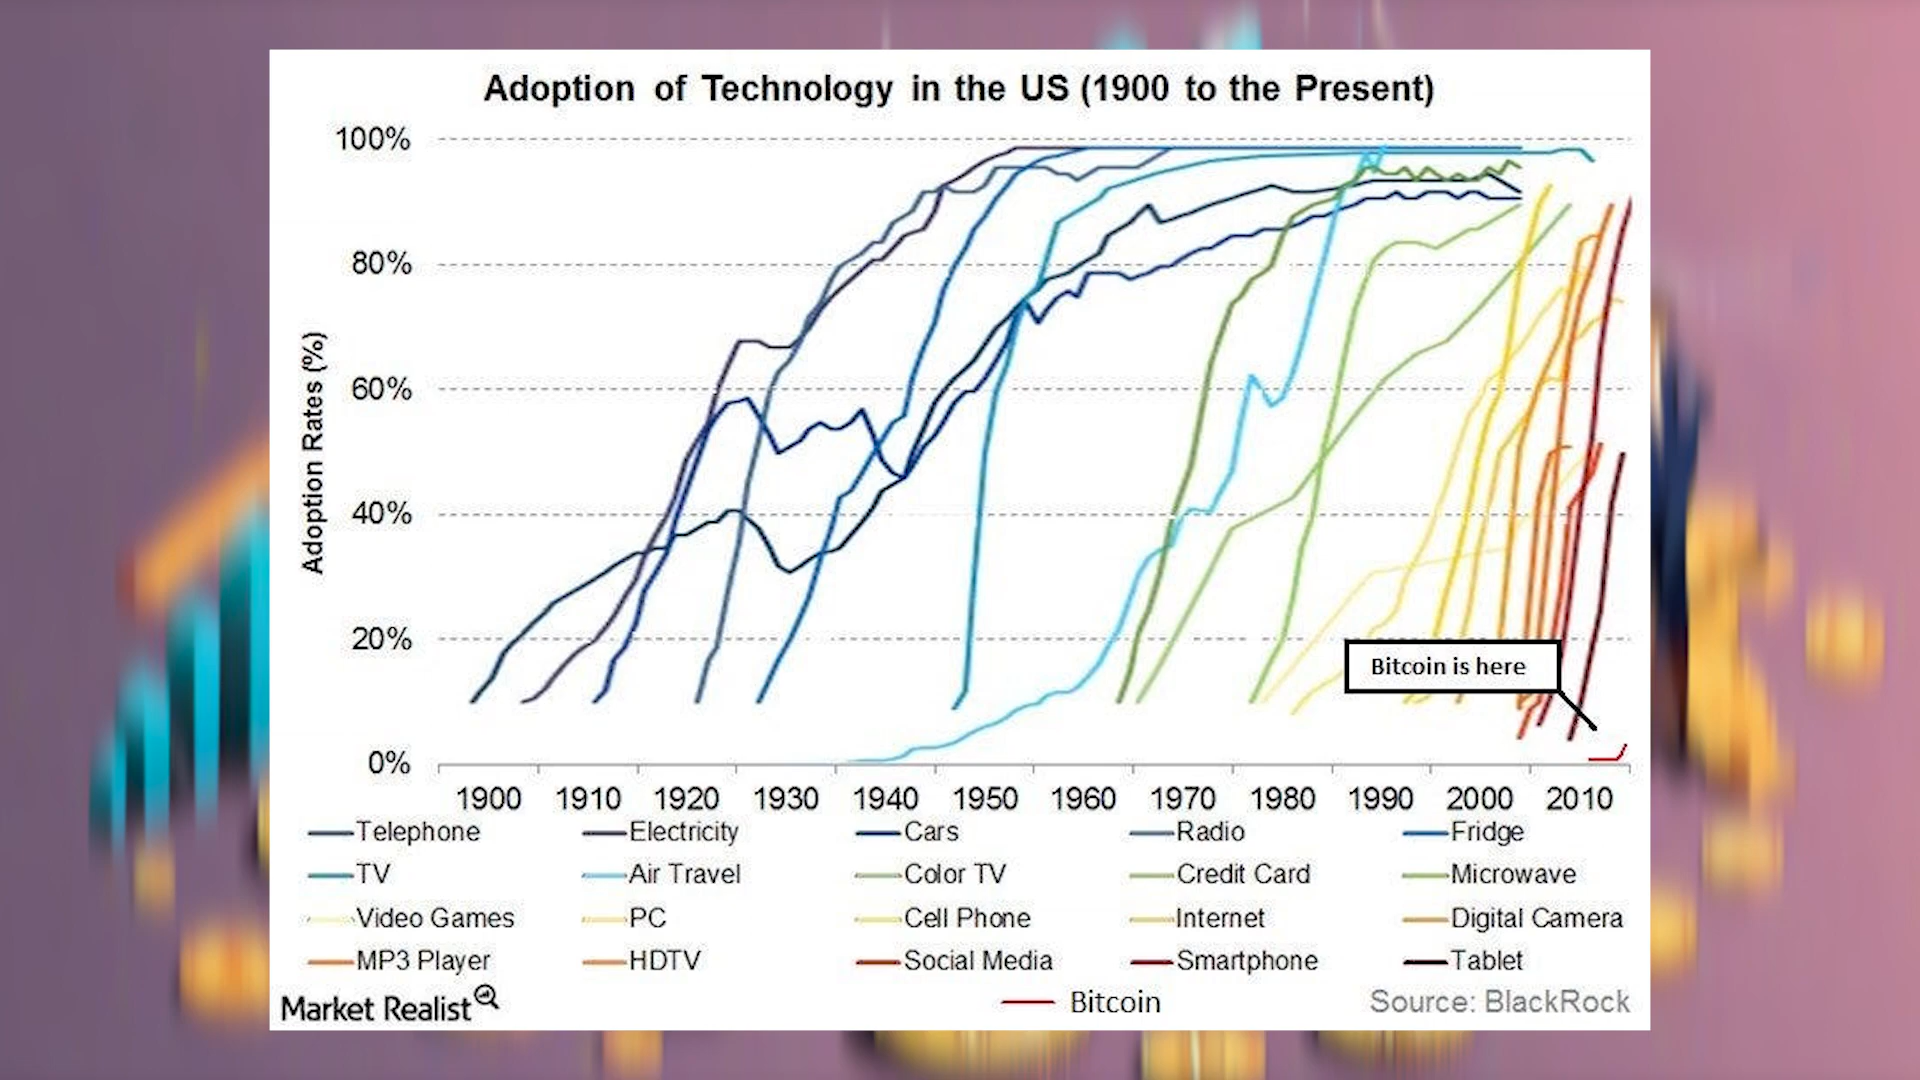 Adoption of Technology in the US (1900 to the Present)
Adoption Rates (%)
100%
80%
60%
40%
20%
0%
Bitcoin is here
1900 1910 1920 1930 1940 1950 1960 1970 1980 1990 2000 2010
Telephone Electricity Cars Radio Fridge
TV Air Travel Color TV Credit Card Microwave
Video Games PC Cell Phone Internet Digital Camera
MP3 Player HDTV Social Media Smartphone Tablet
Market Realist Bitcoin Source: BlackRock